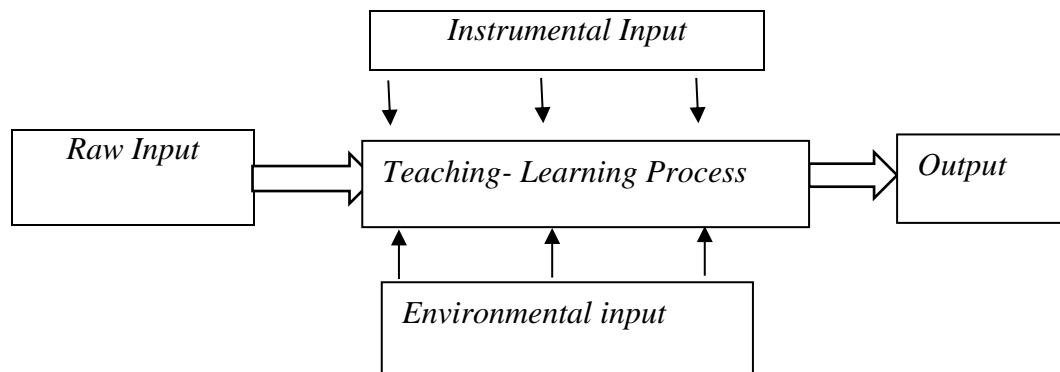 Instrumental Input
Raw Input
Teaching- Learning Process
Output
Environmental input